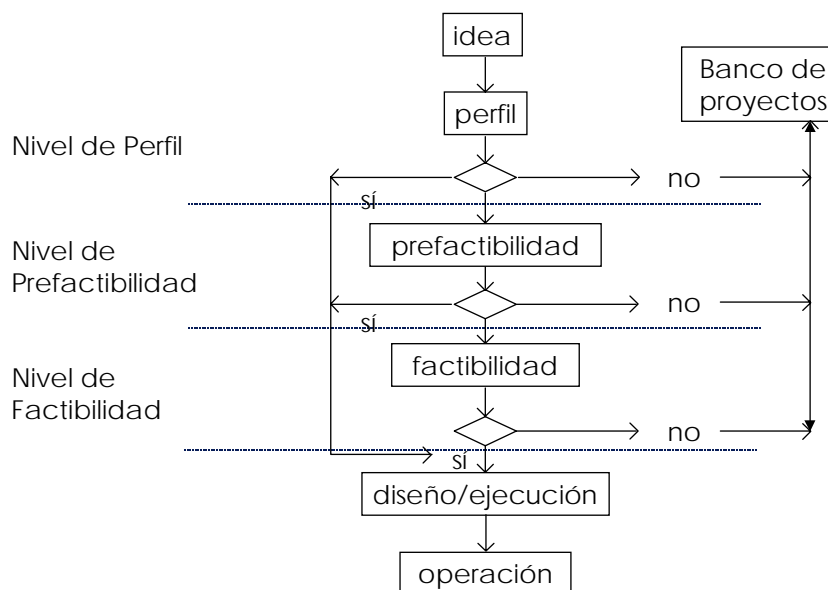 idea
Banco de
proyectos
perfil
Nivel de Perfil
no
sí
Nivel de
Prefactibilidad
prefactibilidad
no
sí
Nivel de
Factibilidad
factibilidad
no
sí
diseño/ejecución
operación